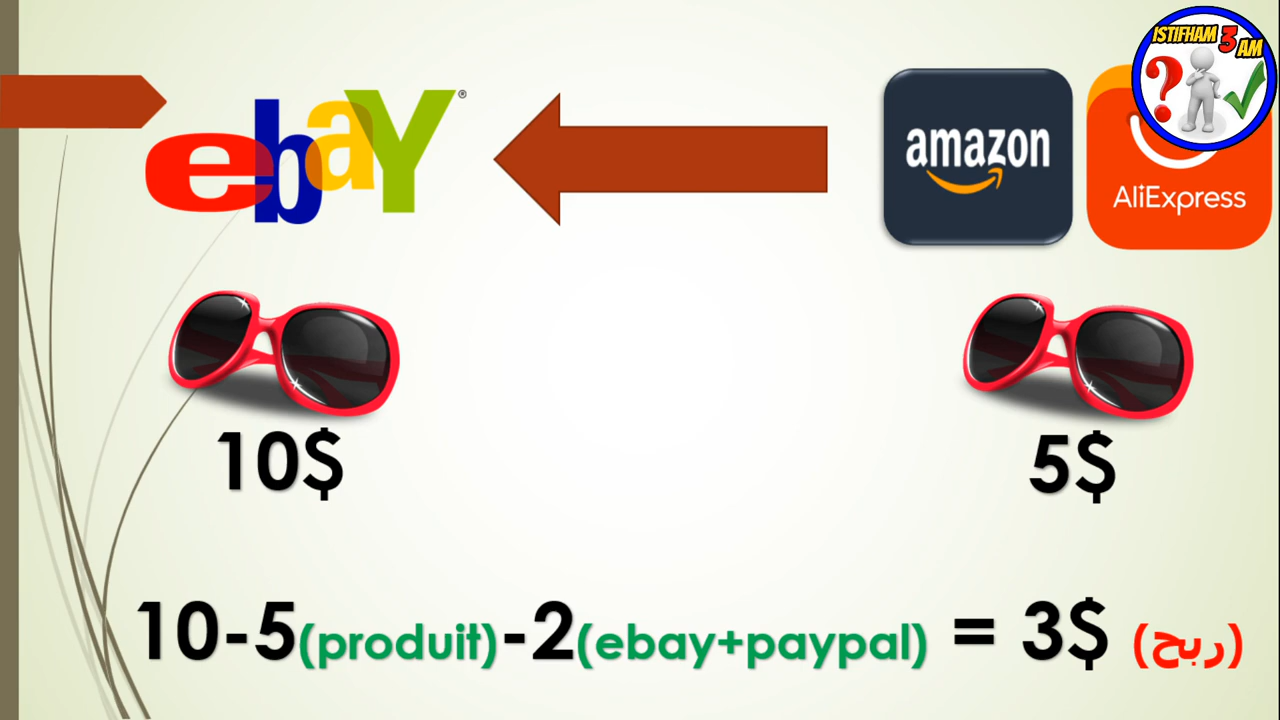 ISTIFHAM 3 AM
ebaY®
amazon
AliExpress
10$
5$
10-5(produit)-2(ebay+paypal) = 3$ (ربح)